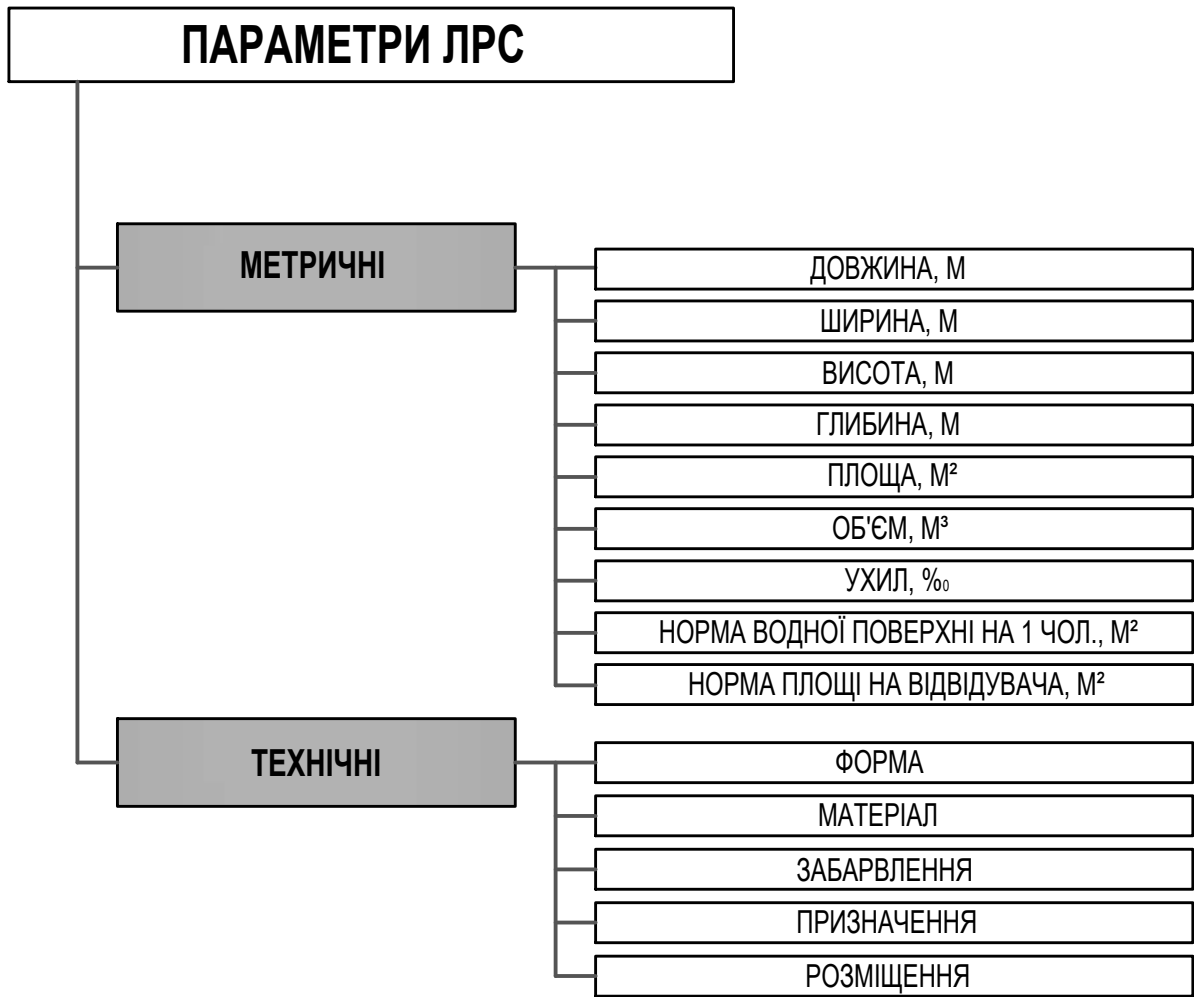 ПАРАМЕТРИ ЛРС
МЕТРИЧНІ
ДОВЖИНА, М
ШИРИНА, М
ВИСОТА, М
ГЛИБИНА, М
ПЛОЩА, М²
ОБ'ЄМ, М³
УХИЛ, %₀
НОРМА ВОДНОЇ ПОВЕРХНІ НА 1 ЧОЛ., М²
НОРМА ПЛОЩІ НА ВІДВІДУВАЧА, М²
ТЕХНІЧНІ
ФОРМА
МАТЕРІАЛ
ЗАБАРВЛЕННЯ
ПРИЗНАЧЕННЯ
РОЗМІЩЕННЯ